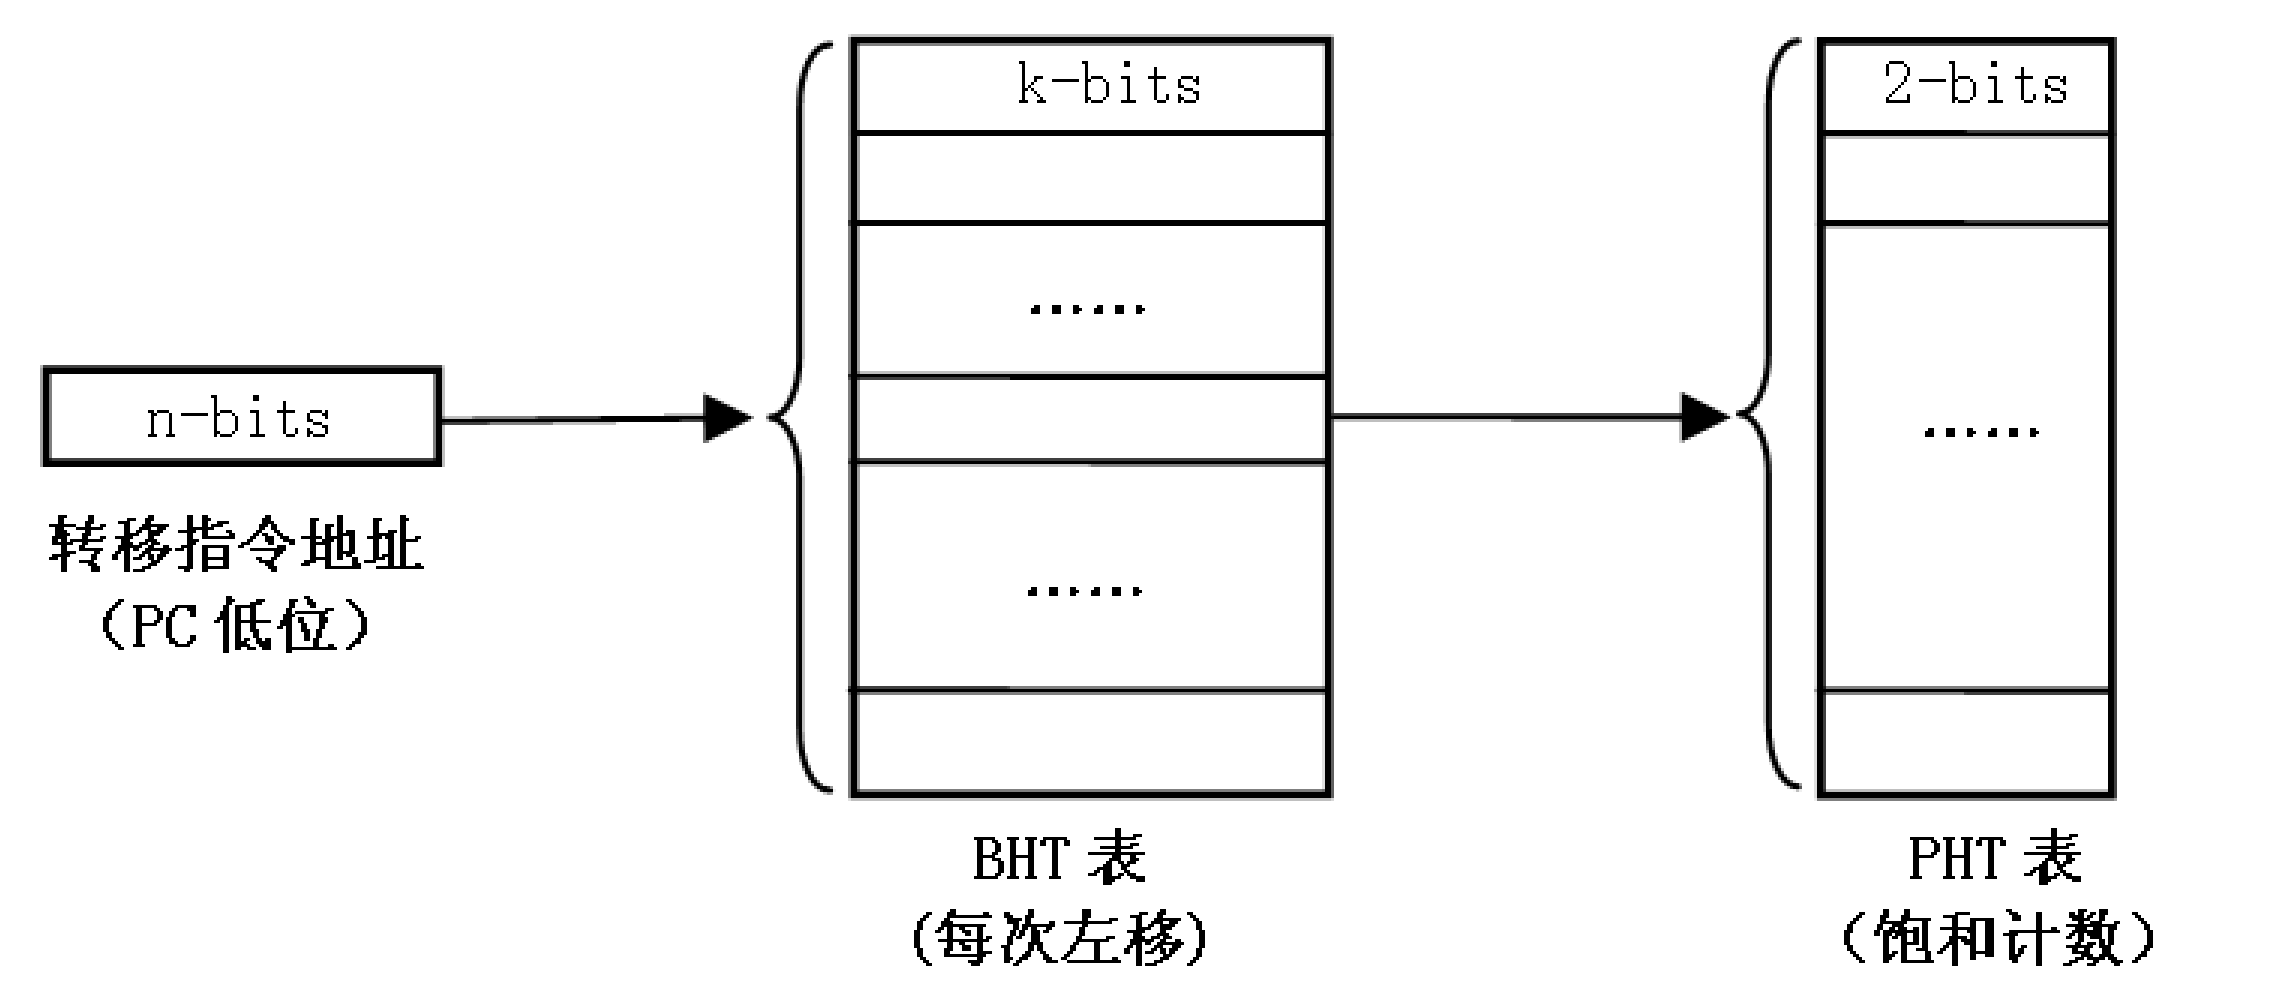 k-bits
2-bits
……
……
n-bits
转移指令地址
（PC 低位）
……
BHT 表
(每次左移)
PHT 表
（饱和计数）